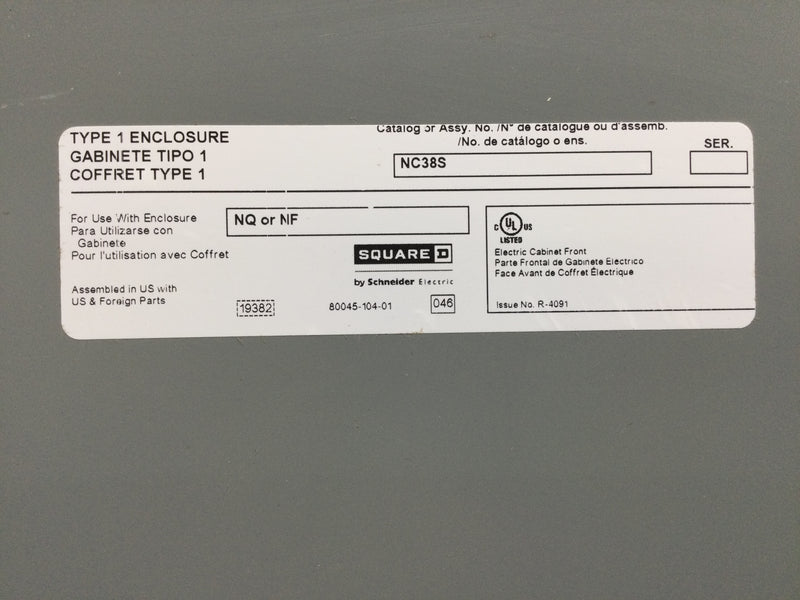 TYPE 1 ENCLOSURE
GABINETE TIPO 1
COFFRET TYPE 1
Catalog or Assy. No. /N° de catalogue ou d'assemb.
/No. de catálogo o ens.
NC38S
SER.
For Use With Enclosure
Para Utilizarse con
Gabinete
Pour l'utilisation avec Coffret
NQ or NF
SQUARE D
by Schneider Electric
Assembled in US with
US & Foreign Parts
19382
80045-104-01
046
C UL US
LISTED
Electric Cabinet Front
Parte Frontal de Gabinete Eléctrico
Face Avant de Coffret Électrique
Issue No. R-4091